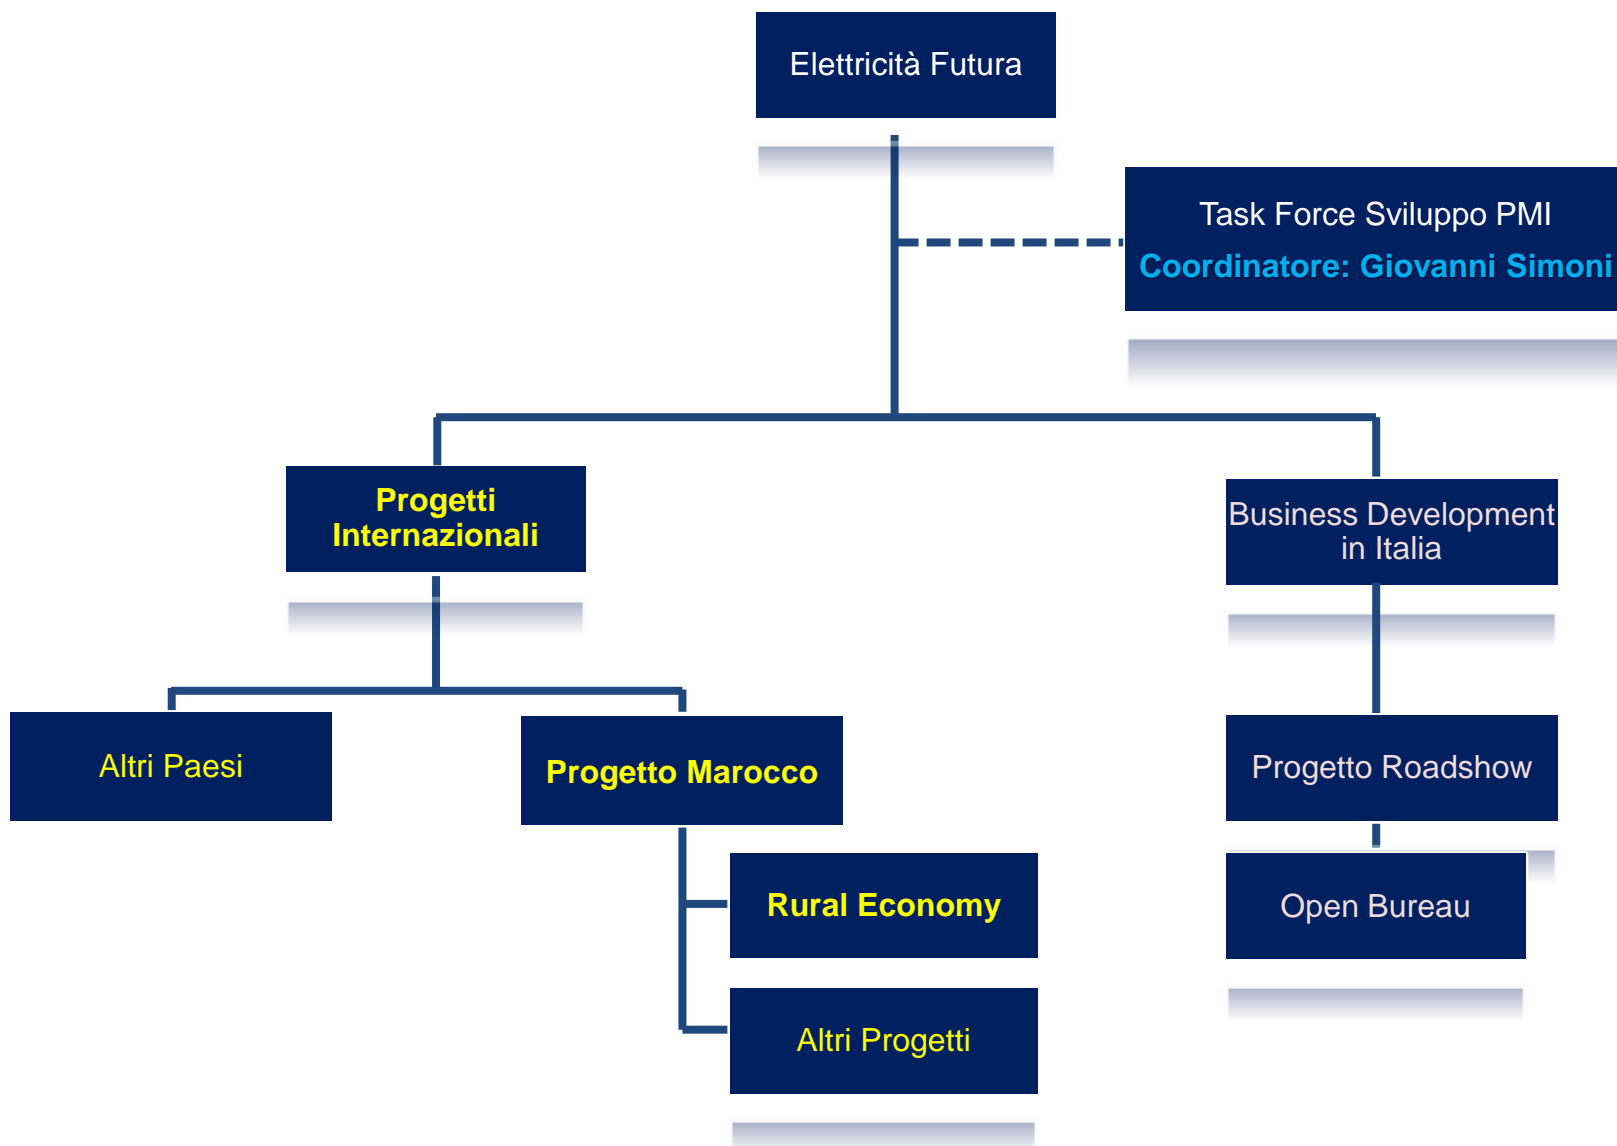 Elettricità Futura
Task Force Sviluppo PMI
Coordinatore: Giovanni Simoni
Progetti
Internazionali
Business Development
in Italia
Altri Paesi
Progetto Marocco
Progetto Roadshow
Rural Economy
Open Bureau
Altri Progetti